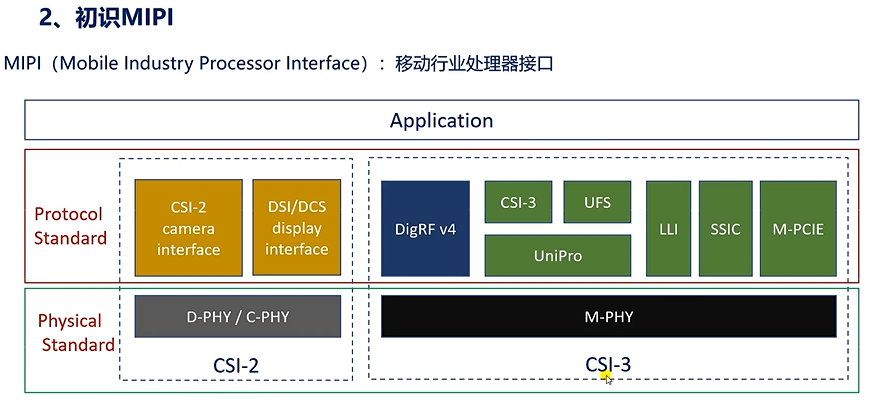 2、初识MIPI
MIPI（Mobile Industry Processor Interface）：移动行业处理器接口
Application
Protocol
Standard
CSI-2
camera
interface
DSI/DCS
display
interface
DigRF v4
CSI-3
UFS
UniPro
LLI
SSIC
M-PCIE
Physical
Standard
D-PHY / C-PHY
M-PHY
CSI-2
CSI-3